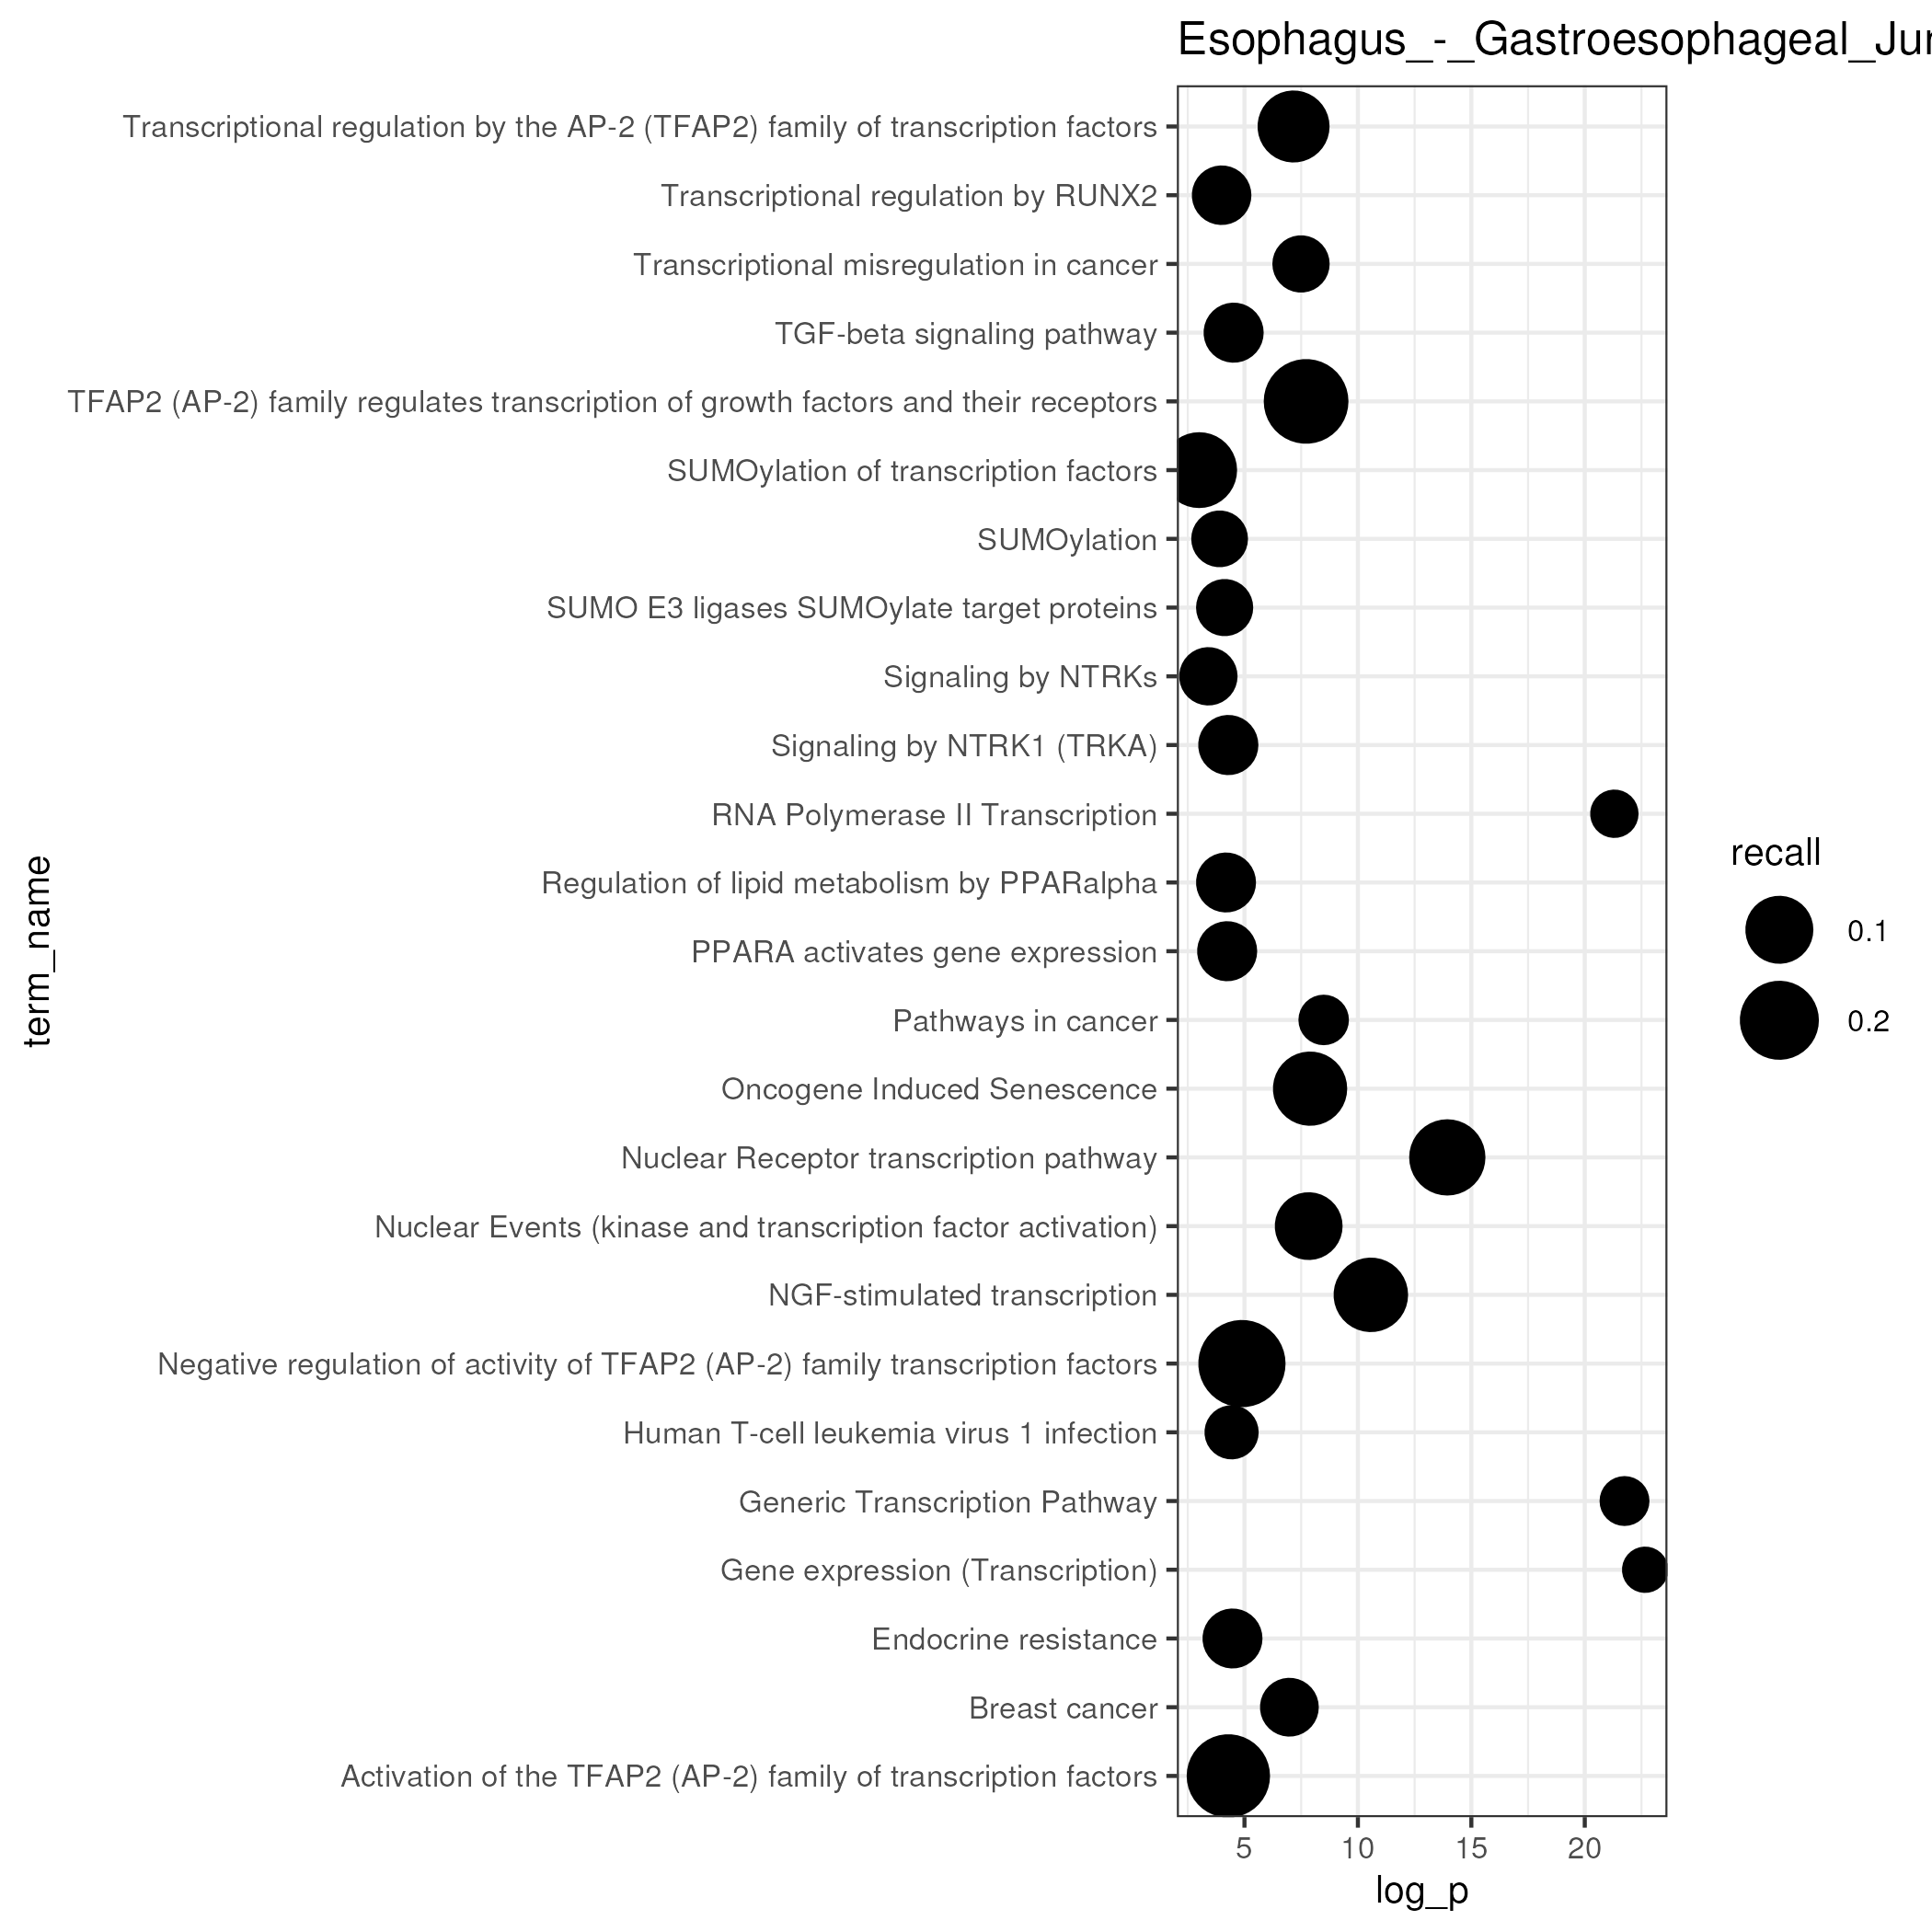 Esophagus_-_Gastroesophageal_Jun
Transcriptional regulation by the AP-2 (TFAP2) family of transcription factors
Transcriptional regulation by RUNX2
Transcriptional misregulation in cancer
TGF-beta signaling pathway
TFAP2 (AP-2) family regulates transcription of growth factors and their receptors
SUMOylation of transcription factors
SUMOylation
SUMO E3 ligases SUMOylate target proteins
Signaling by NTRKs
Signaling by NTRK1 (TRKA)
RNA Polymerase II Transcription
Regulation of lipid metabolism by PPARalpha
PPARA activates gene expression
Pathways in cancer
Oncogene Induced Senescence
Nuclear Receptor transcription pathway
Nuclear Events (kinase and transcription factor activation)
NGF-stimulated transcription
Negative regulation of activity of TFAP2 (AP-2) family transcription factors
Human T-cell leukemia virus 1 infection
Generic Transcription Pathway
Gene expression (Transcription)
Endocrine resistance
Breast cancer
Activation of the TFAP2 (AP-2) family of transcription factors
term_name
5 10 15 20
log_p
recall
0.1
0.2